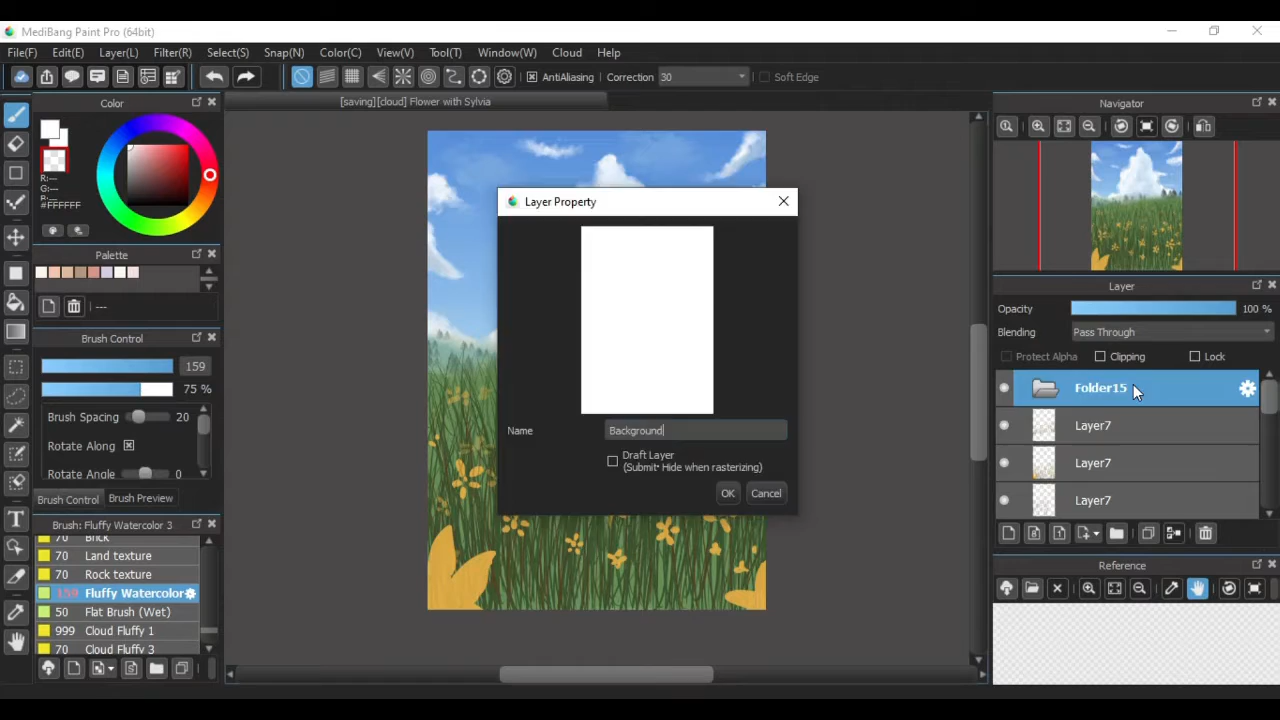 MediBang Paint Pro (64bit)
File(F) Edit(E) Layer(L) Filter(R) Select(S) Snap(N) Color(C) View(V) Tool(T) Window(W) Cloud Help
AntiAliasing Correction 30 Soft Edge
Color
[saving][cloud] Flower with Sylvia
Navigator
R:---
G:---
B:---
#FFFFFF
Layer Property
Palette
---
Layer
Opacity 100 %
Brush Control
Blending Pass Through
159
Protect Alpha Clipping Lock
75 %
Folder15
Brush Spacing 20
Layer7
Name Background
Rotate Along
Draft Layer
(Submit・Hide when rasterizing)
Layer7
Rotate Angle 0
OK Cancel
Brush Control Brush Preview
Layer7
Brush: Fluffy Watercolor 3
70 Brick
70 Land texture
Reference
70 Rock texture
159 Fluffy Watercolor
50 Flat Brush (Wet)
999 Cloud Fluffy 1
70 Cloud Fluffy 3